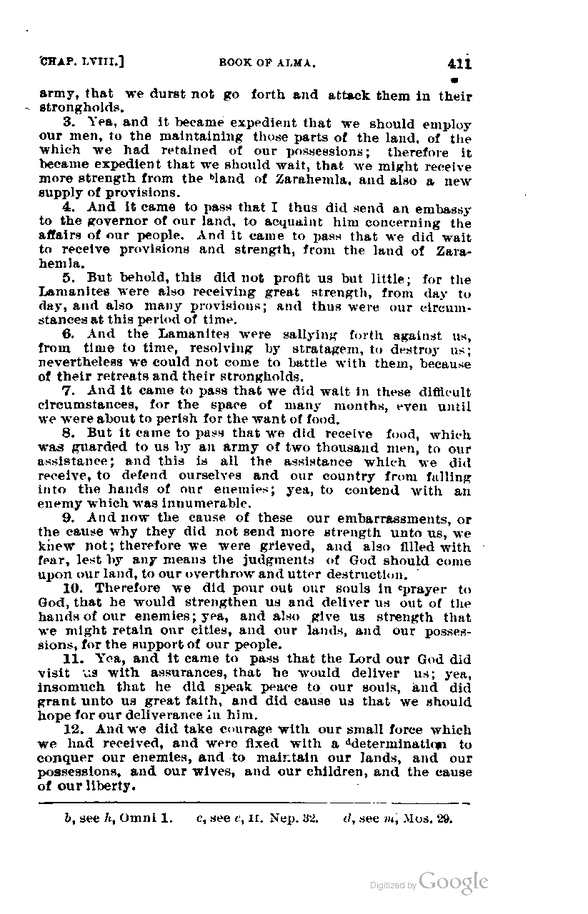 CHAP. LVIII.] BOOK OF ALMA. 411
army, that we durst not go forth and attack them in their
strongholds.
3. Yea, and it became expedient that we should employ
our men, to the maintaining those parts of the land, of the
which we had retained of our possessions; therefore it
became expedient that we should wait, that we might receive
more strength from the ᵇland of Zarahemla, and also a new
supply of provisions.
4. And it came to pass that I thus did send an embassy
to the governor of our land, to acquaint him concerning the
affairs of our people. And it came to pass that we did wait
to receive provisions and strength, from the land of Zara-
hemla.
5. But behold, this did not profit us but little; for the
Lamanites were also receiving great strength, from day to
day, and also many provisions; and thus were our circum-
stances at this period of time.
6. And the Lamanites were sallying forth against us,
from time to time, resolving by stratagem, to destroy us;
nevertheless we could not come to battle with them, because
of their retreats and their strongholds.
7. And it came to pass that we did wait in these difficult
circumstances, for the space of many months, even until
we were about to perish for the want of food.
8. But it came to pass that we did receive food, which
was guarded to us by an army of two thousand men, to our
assistance; and this is all the assistance which we did
receive, to defend ourselves and our country from falling
into the hands of our enemies; yea, to contend with an
enemy which was innumerable.
9. And now the cause of these our embarrassments, or
the cause why they did not send more strength unto us, we
knew not; therefore we were grieved, and also filled with
fear, lest by any means the judgments of God should come
upon our land, to our overthrow and utter destruction.
10. Therefore we did pour out our souls in ᶜprayer to
God, that he would strengthen us and deliver us out of the
hands of our enemies; yea, and also give us strength that
we might retain our cities, and our lands, and our posses-
sions, for the support of our people.
11. Yea, and it came to pass that the Lord our God did
visit us with assurances, that he would deliver us; yea,
insomuch that he did speak peace to our souls, and did
grant unto us great faith, and did cause us that we should
hope for our deliverance in him.
12. And we did take courage with our small force which
we had received, and were fixed with a ᵈdetermination to
conquer our enemies, and to maintain our lands, and our
possessions, and our wives, and our children, and the cause
of our liberty.
b, see h, Omni 1. c, see e, II. Nep. 32. d, see m, Mos. 29.
Digitized by Google